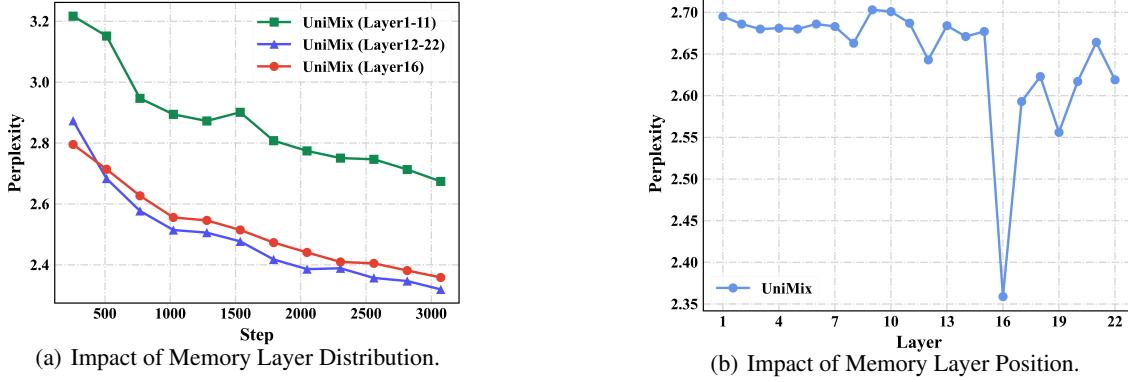 3.2
3.0
2.8
2.6
2.4
Perplexity
UniMix (Layer1-11)
UniMix (Layer12-22)
UniMix (Layer16)
500 1000 1500 2000 2500 3000
Step
(a) Impact of Memory Layer Distribution.
2.70
2.65
2.60
2.55
2.50
2.45
2.40
2.35
Perplexity
UniMix
1 4 7 10 13 16 19 22
Layer
(b) Impact of Memory Layer Position.